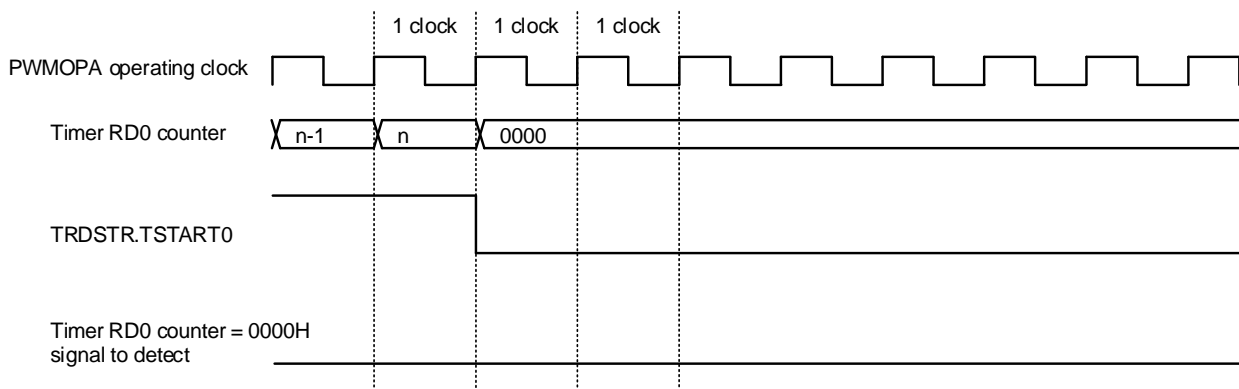 1 clock 1 clock 1 clock
PWMOPA operating clock
Timer RD0 counter n-1 n 0000
TRDSTR.TSTART0
Timer RD0 counter = 0000H
signal to detect